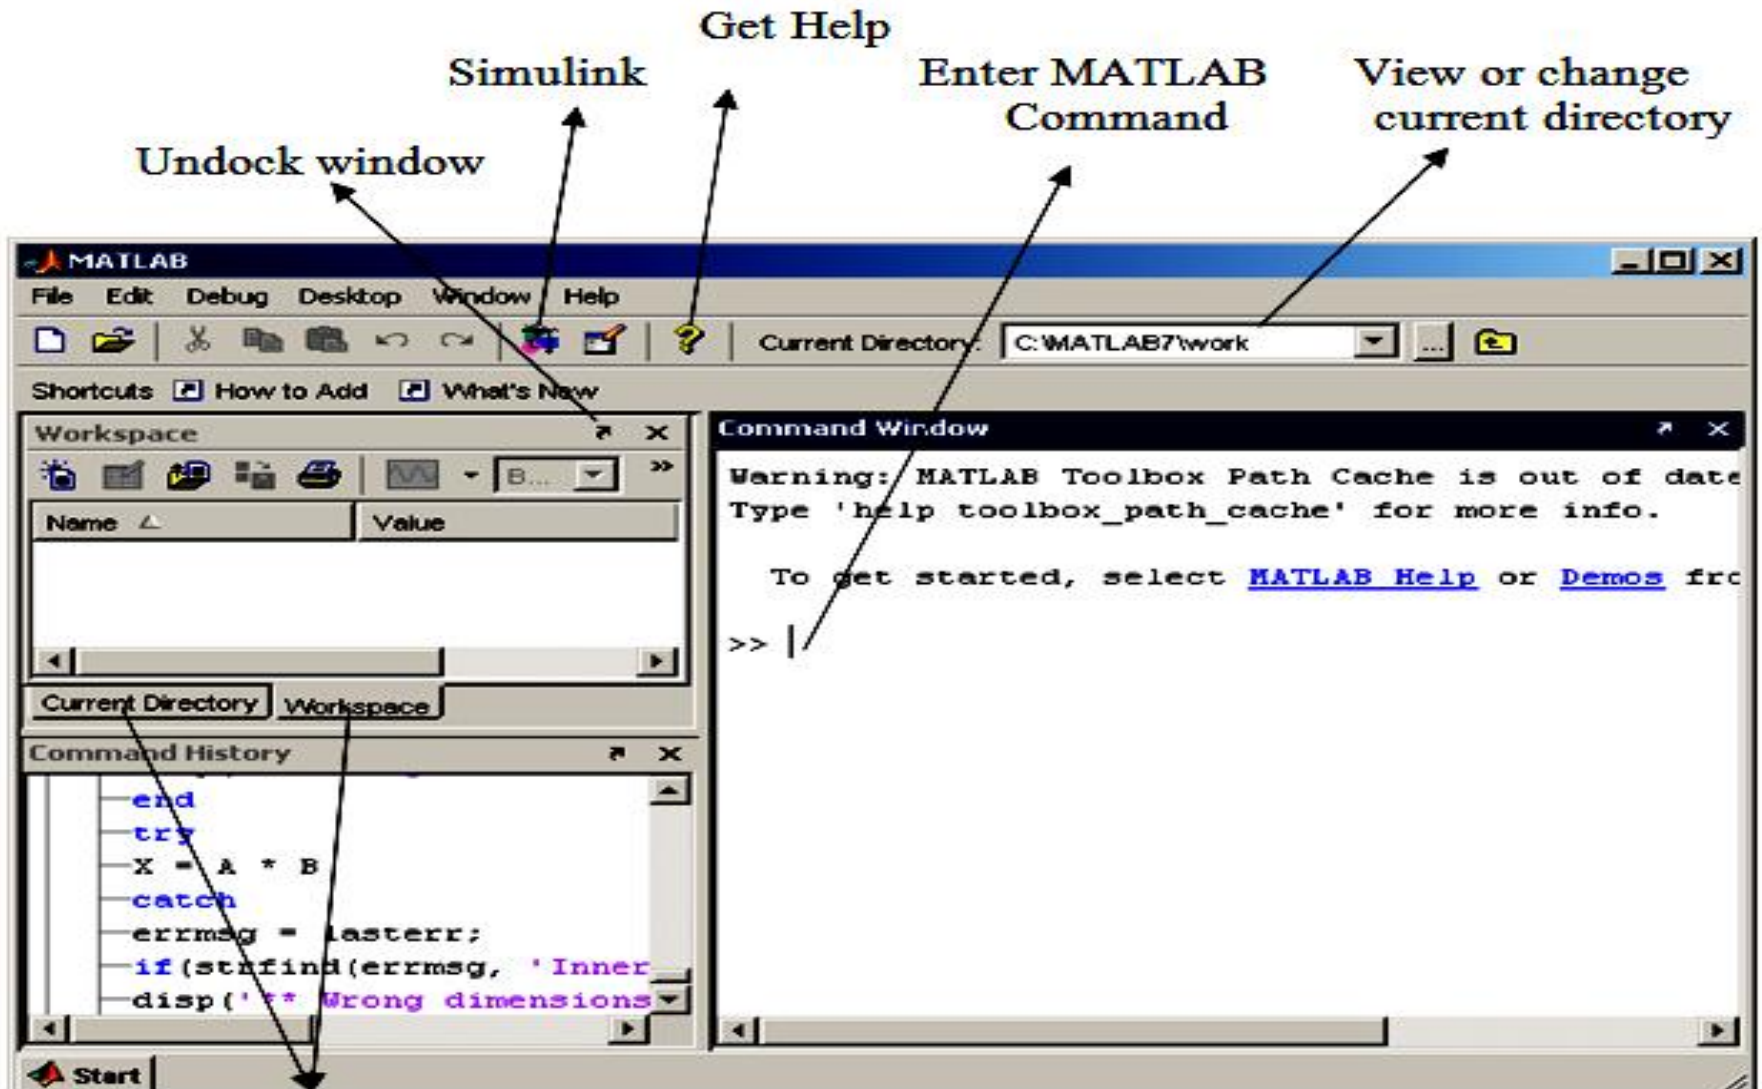 Get Help
Simulink
Enter MATLAB
Command
View or change
current directory
Undock window
MATLAB
File Edit Debug Desktop Window Help
Current Directory: C:\MATLAB7\work ...
Shortcuts How to Add What's New
Workspace
B...
Name Value
Current Directory Workspace
Command History
end
try
X = A * B
catch
errmsg = lasterr;
if(strfind(errmsg, 'Inner
disp('** Wrong dimensions
Start
Command Window
Warning: MATLAB Toolbox Path Cache is out of date
Type 'help toolbox_path_cache' for more info.
To get started, select MATLAB Help or Demos fro
>>